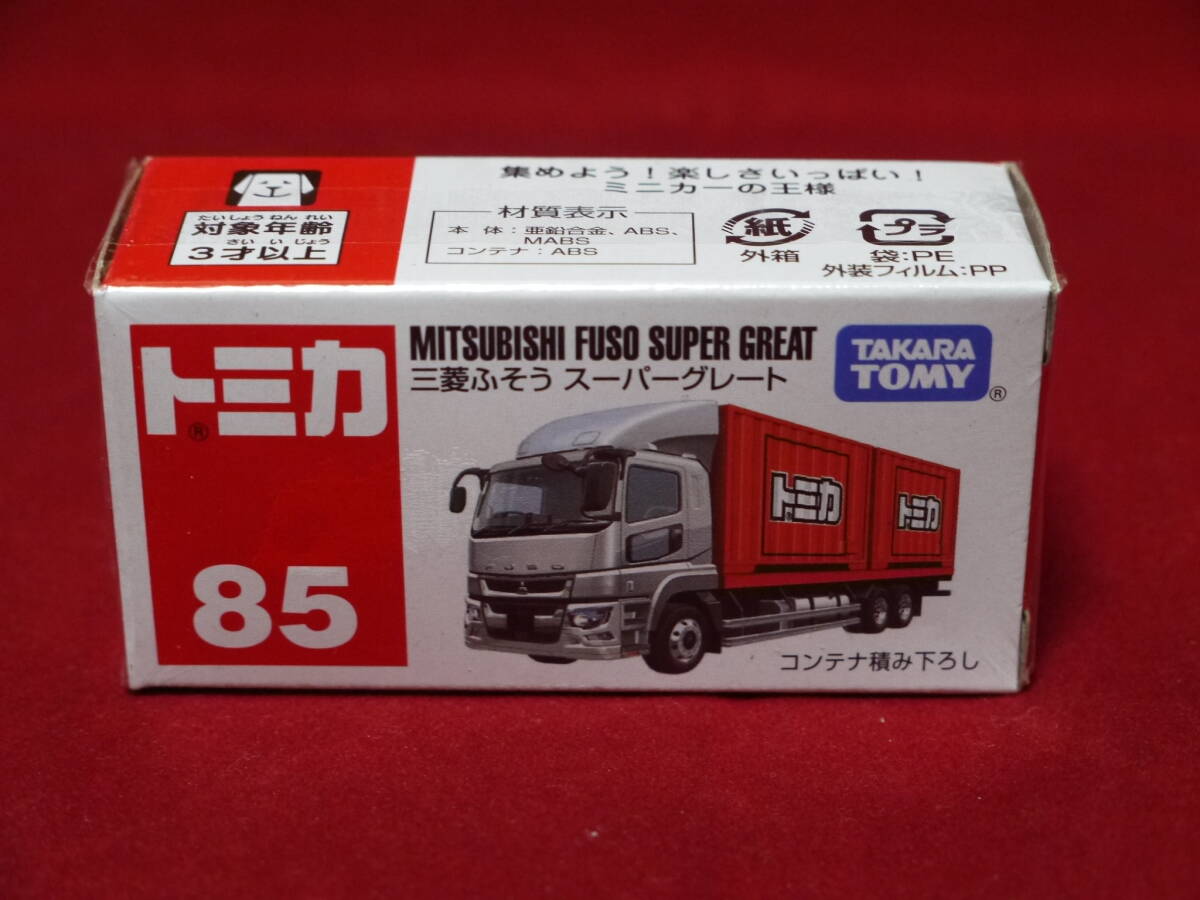 集めよう!楽しさいっぱい!
ミニカーの王様
たいしょうねんれい
対象年齢
さいいじょう
3才以上
材質表示
本体:亜鉛合金、ABS、
MABS
コンテナ:ABS
紙
外箱
プラ
袋:PE
外装フィルム:PP
トミカ®
85
MITSUBISHI FUSO SUPER GREAT
三菱ふそう スーパーグレート
TAKARA
TOMY®
トミカ
トミカ
FUSO
コンテナ積み下ろし